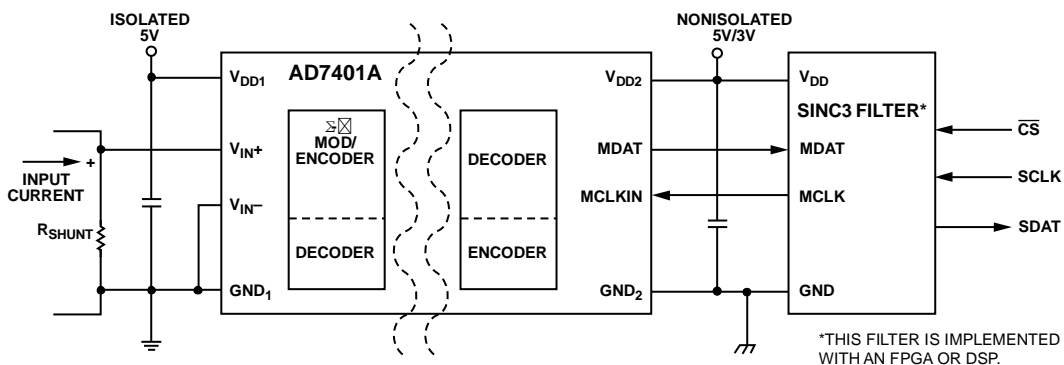 ISOLATED
5V
NONISOLATED
5V/3V
AD7401A
VDD1
VDD2
VDD
SINC3 FILTER*
Σ
MOD/
ENCODER
DECODER
CS
VIN+
MDAT
MDAT
+
INPUT
CURRENT
SCLK
MCLKIN
MCLK
VIN–
RSHUNT
SDAT
DECODER
ENCODER
GND1
GND2
GND
*THIS FILTER IS IMPLEMENTED
WITH AN FPGA OR DSP.